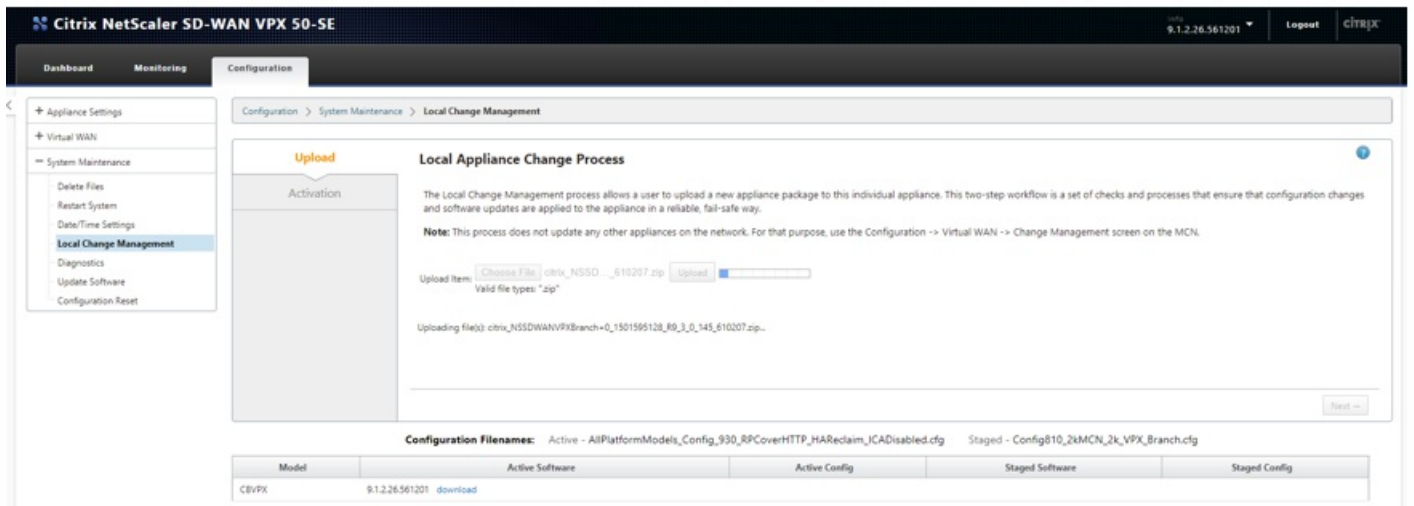 Citrix NetScaler SD-WAN VPX 50-SE
9.1.2.26.561201
Logout
CİTRIX
Dashboard Monitoring Configuration
+ Appliance Settings
+ Virtual WAN
− System Maintenance
Delete Files
Restart System
Date/Time Settings
Local Change Management
Diagnostics
Update Software
Configuration Reset
Configuration > System Maintenance > Local Change Management
Upload
Activation
Local Appliance Change Process
?
The Local Change Management process allows a user to upload a new appliance package to this individual appliance. This two-step workflow is a set of checks and processes that ensure that configuration changes
and software updates are applied to the appliance in a reliable, fail-safe way.
Note: This process does not update any other appliances on the network. For that purpose, use the Configuration -> Virtual WAN -> Change Management screen on the MCN.
Upload Item: Choose File citrix_NSSD..._610207.zip Upload
Valid file types: ".zip"
Uploading file(s): citrix_NSSDWANVPXBranch=0_1501595128_R9_3_0_145_610207.zip...
Next
Configuration Filenames: Active - AllPlatformModels_Config_930_RPCoverHTTP_HAReclaim_ICADisabled.cfg Staged - Config810_2kMCN_2k_VPX_Branch.cfg
Model Active Software Active Config Staged Software Staged Config
CBVPX 9.1.2.26.561201 download